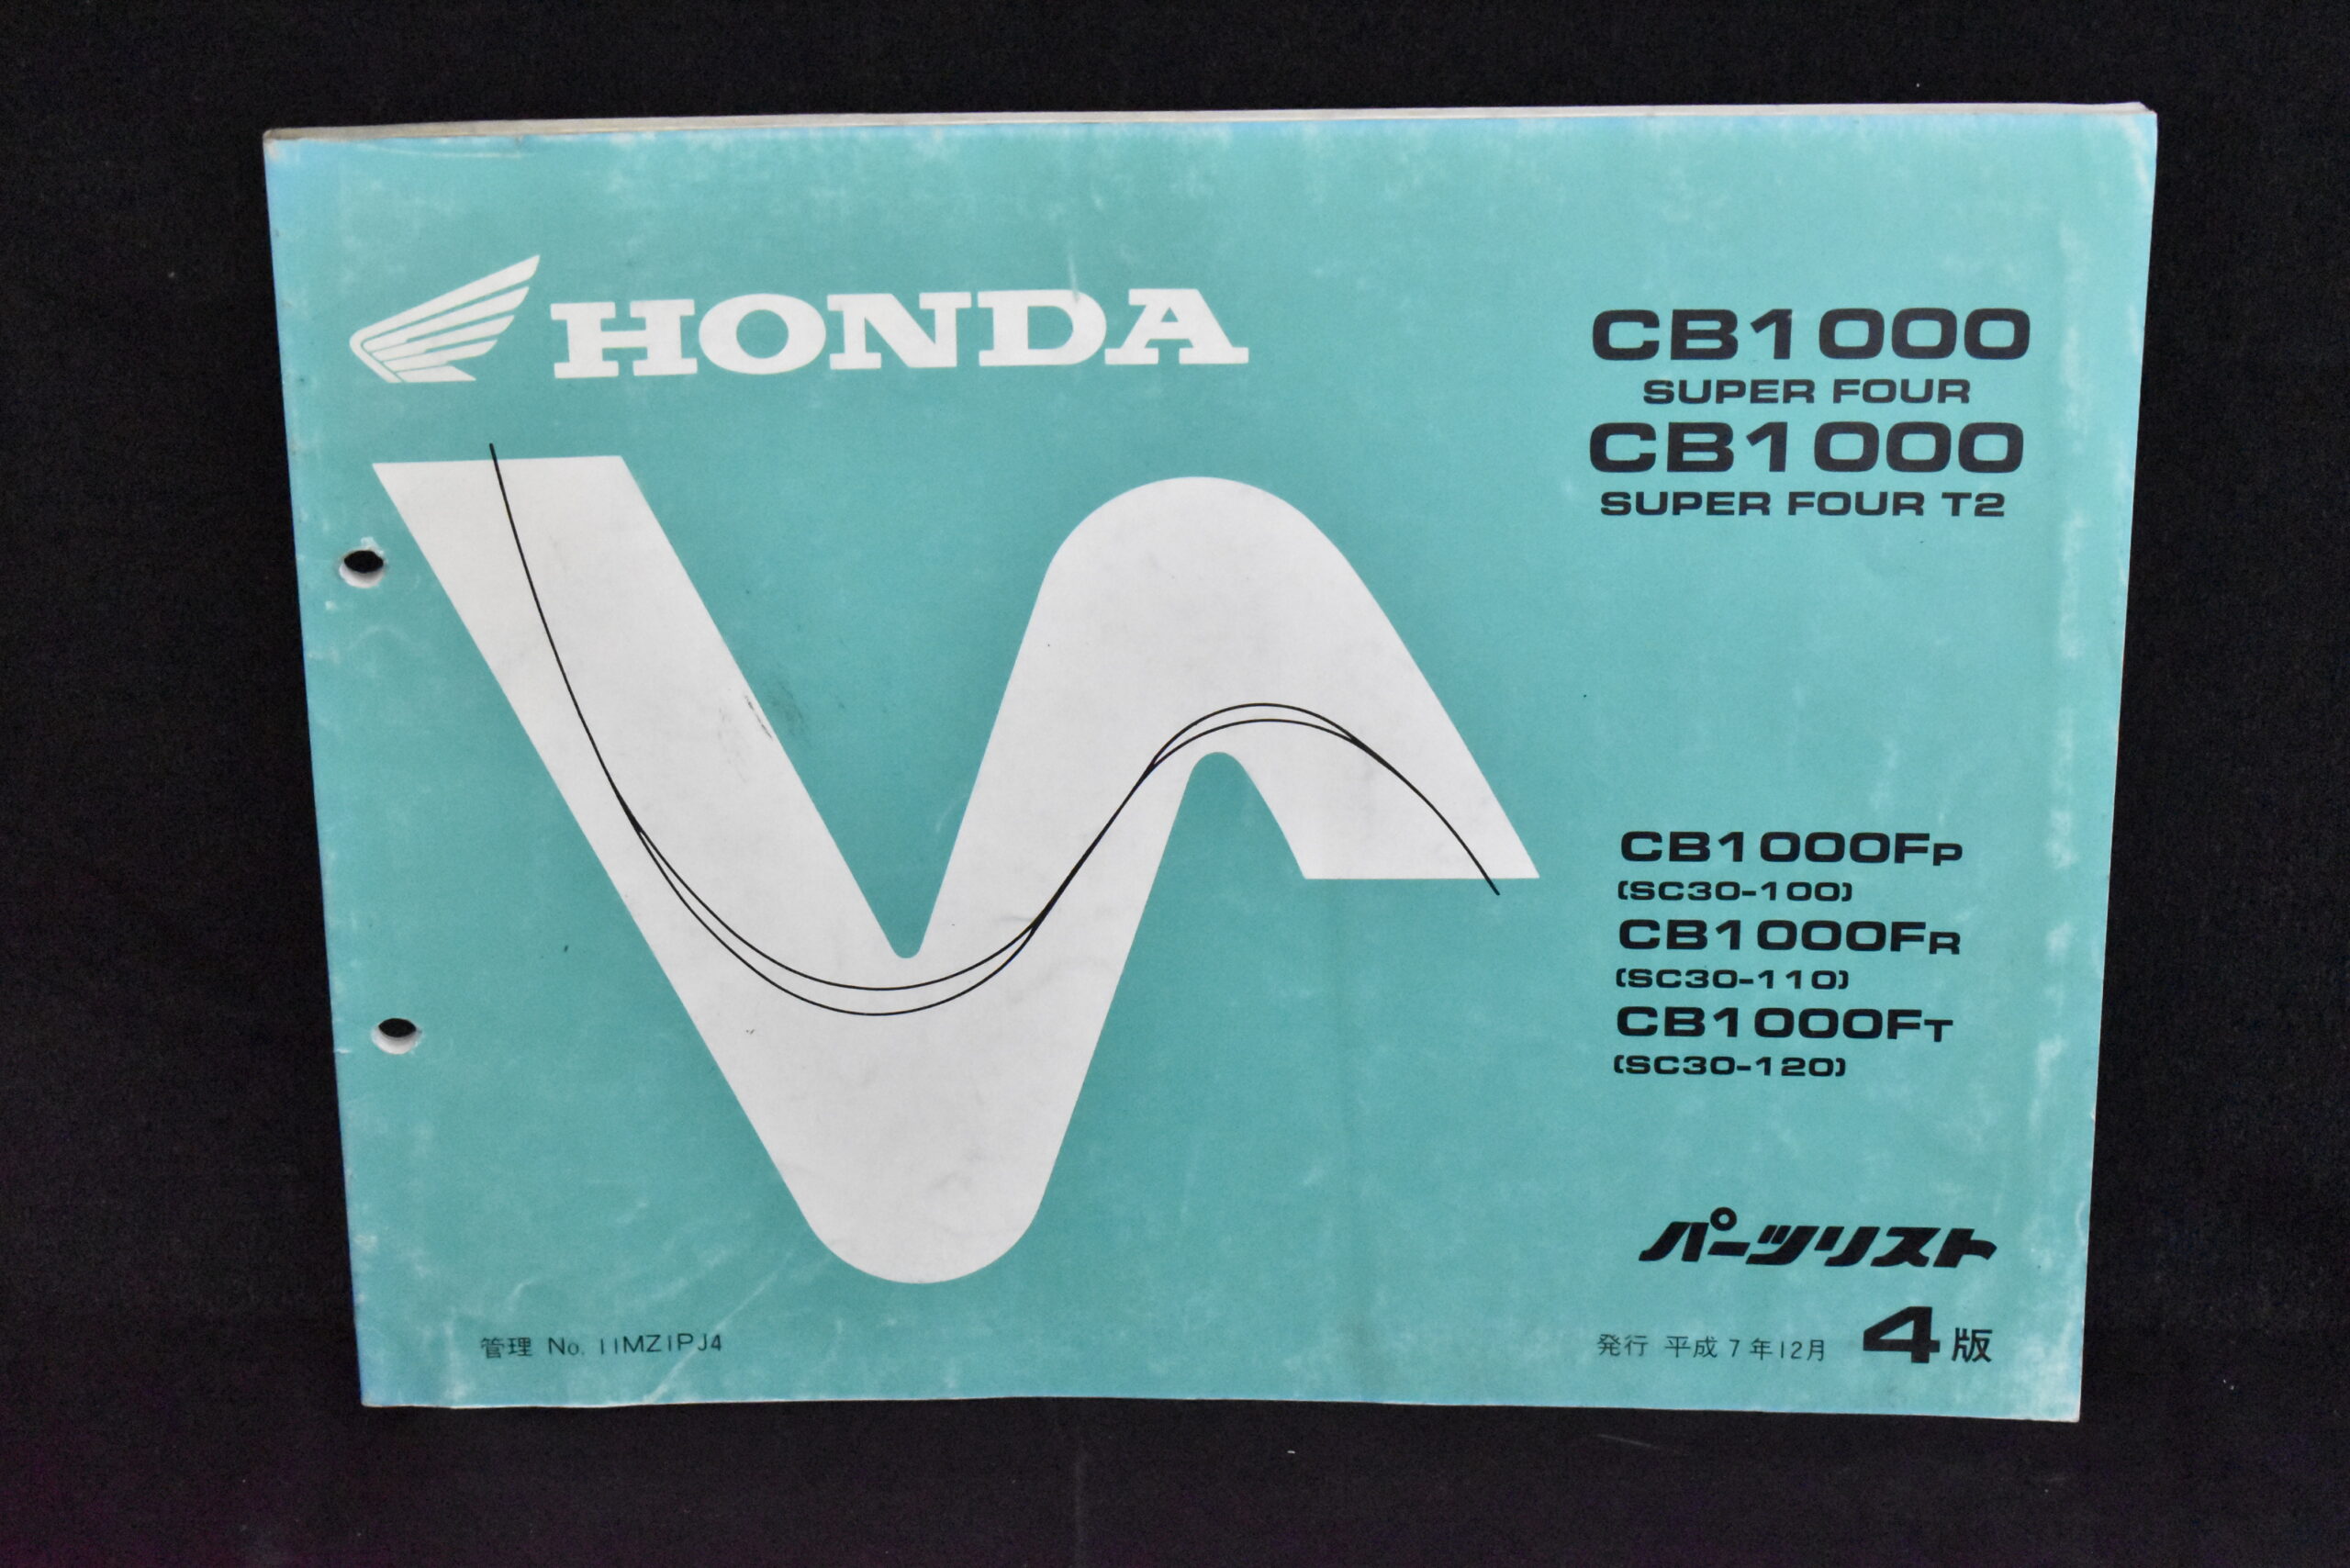 HONDA
CB1000
SUPER FOUR
CB1000
SUPER FOUR T2
CB1000FP
(SC30-100)
CB1000FR
(SC30-110)
CB1000FT
(SC30-120)
パーツリスト
管理 No. 11MZ1PJ4
発行 平成7年12月 4版